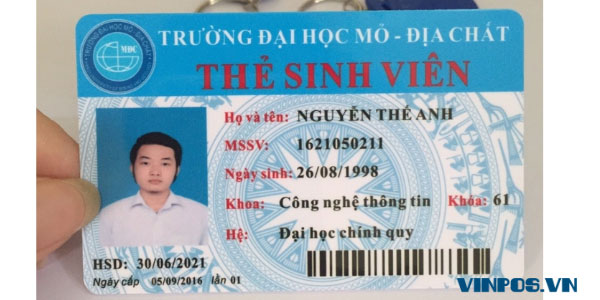 TRƯỜNG ĐẠI HỌC MỎ - ĐỊA CHẤT
MDC
THẺ SINH VIÊN
Họ và tên: NGUYỄN THẾ ANH
MSSV: 1621050211
Ngày sinh: 26/08/1998
Khoa: Công nghệ thông tin Khóa: 61
Hệ: Đại học chính quy
HSD: 30/06/2021
Ngày cấp 05/09/2016 lần 01
VINPOS.VN